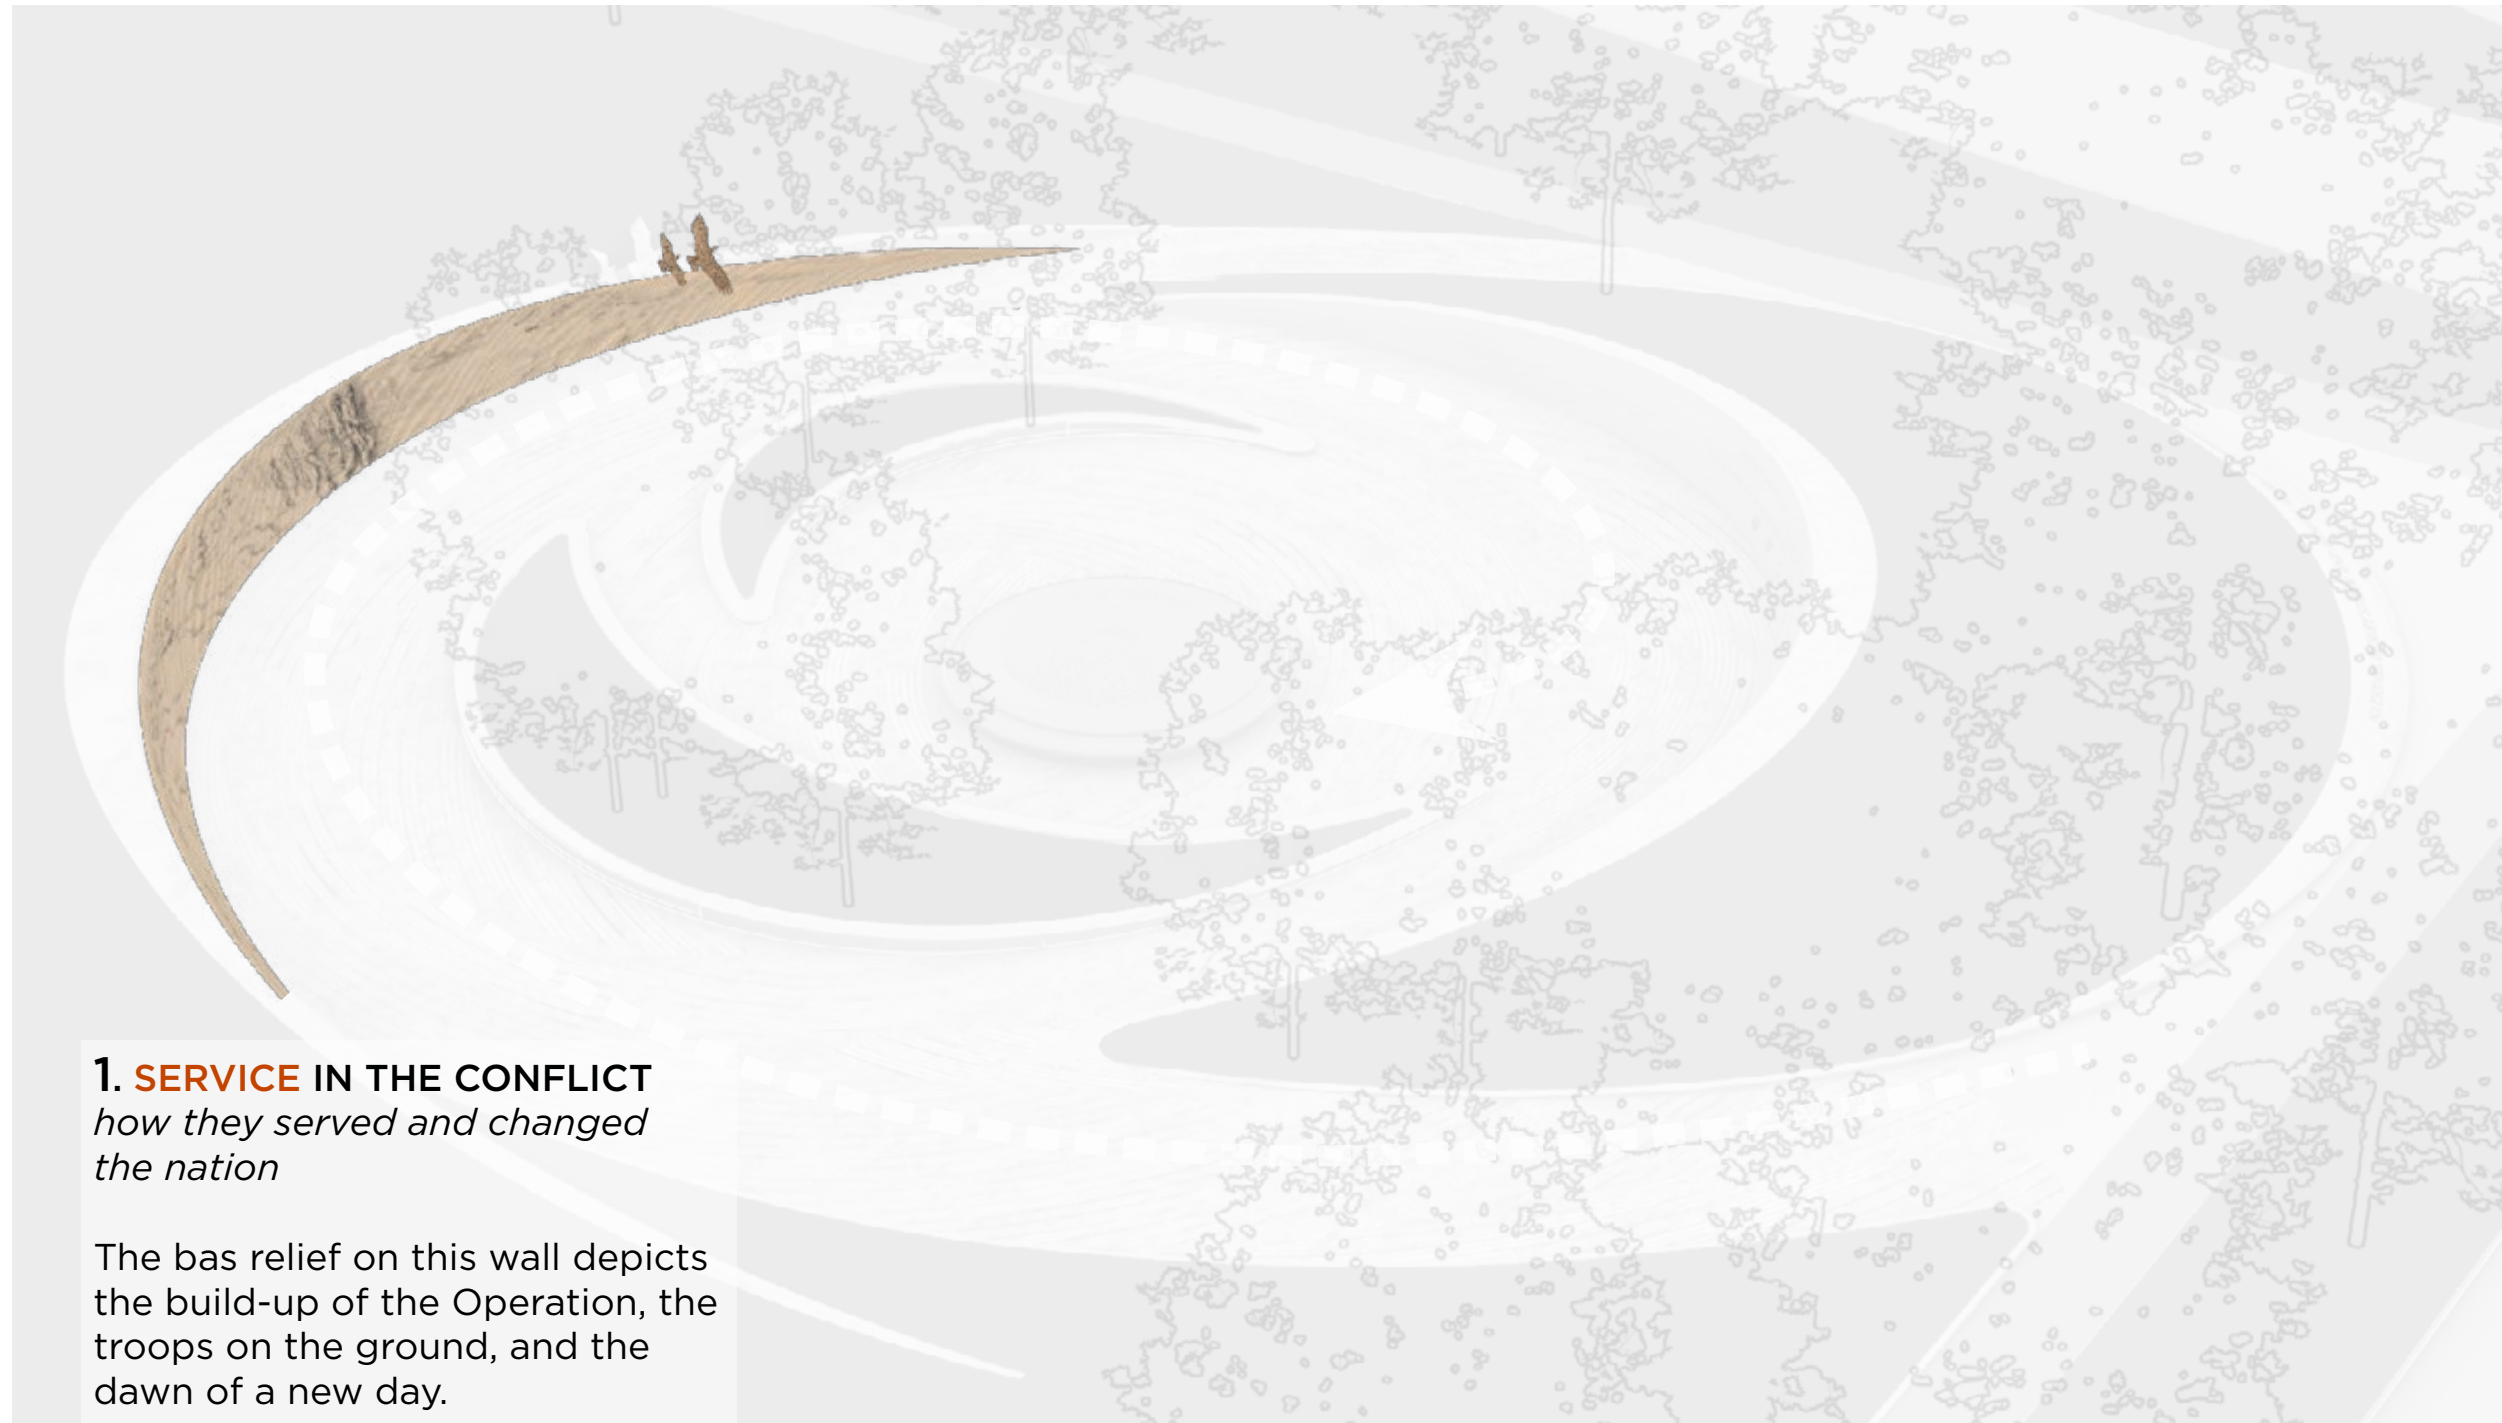 1. SERVICE IN THE CONFLICT
how they served and changed
the nation
The bas relief on this wall depicts
the build-up of the Operation, the
troops on the ground, and the
dawn of a new day.